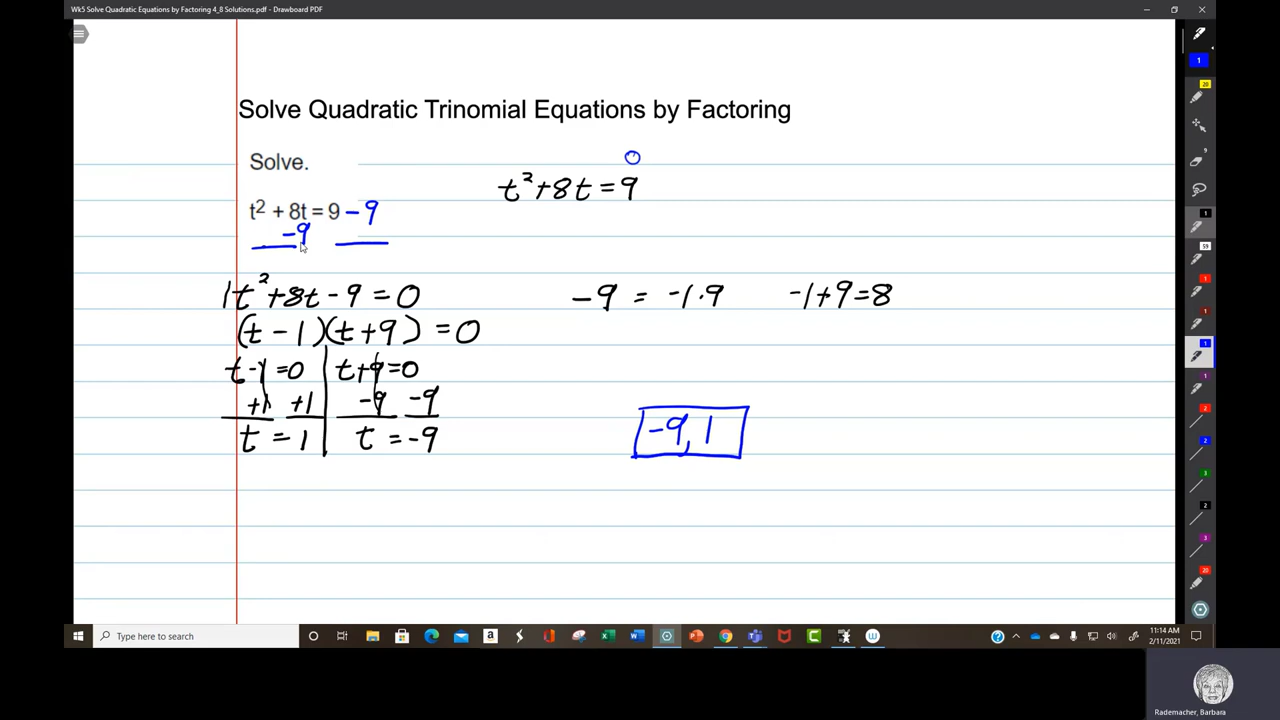 Wk5 Solve Quadratic Equations by Factoring 4_8 Solutions.pdf - Drawboard PDF
Solve Quadratic Trinomial Equations by Factoring
Solve.
0
t² + 8t = 9 - 9
t² + 8t = 9
-9
1t² + 8t - 9 = 0
-9 = -1·9
-1+9=8
(t - 1)(t + 9) = 0
t - 1 = 0
t + 9 = 0
+1 +1
-9 -9
t = 1
t = -9
-9, 1
Type here to search
11:14 AM
2/11/2021
Rademacher, Barbara